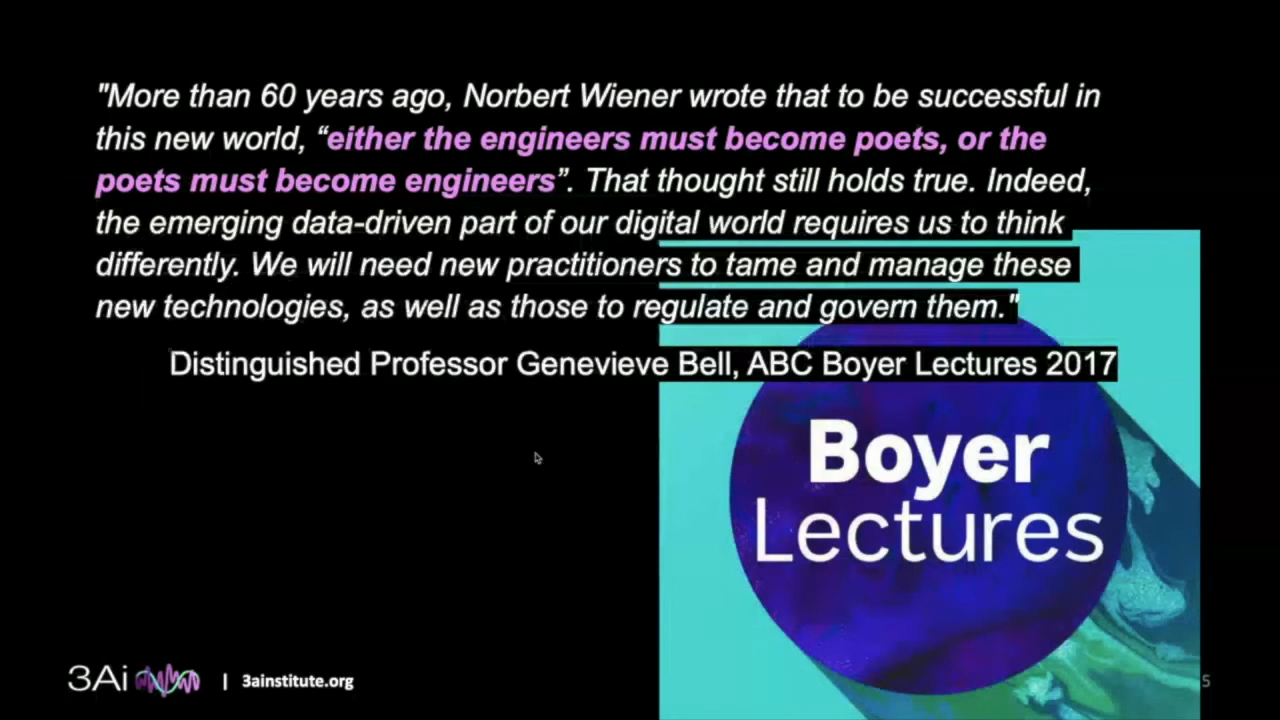 "More than 60 years ago, Norbert Wiener wrote that to be successful in
this new world, “either the engineers must become poets, or the
poets must become engineers”. That thought still holds true. Indeed,
the emerging data-driven part of our digital world requires us to think
differently. We will need new practitioners to tame and manage these
new technologies, as well as those to regulate and govern them."
Distinguished Professor Genevieve Bell, ABC Boyer Lectures 2017
Boyer
Lectures
3Ai | 3ainstitute.org
5